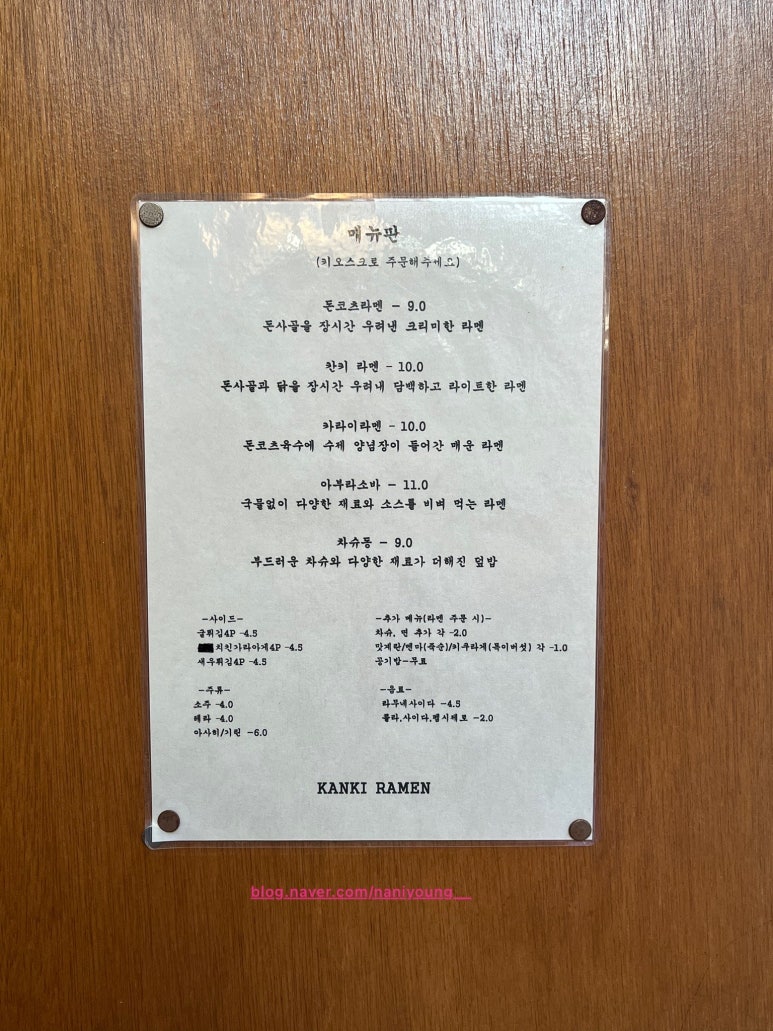 메뉴판
(키오스크로 주문해주세요)
돈코츠라멘 - 9.0
돈사골을 장시간 우려낸 크리미한 라멘
칸키 라멘 - 10.0
돈사골과 닭을 장시간 우려내 담백하고 라이트한 라멘
카라이라멘 - 10.0
돈코츠육수에 수제 양념장이 들어간 매운 라멘
아부라소바 - 11.0
국물없이 다양한 재료와 소스를 비벼 먹는 라멘
차슈동 - 9.0
부드러운 차슈와 다양한 재료가 더해진 덮밥
-사이드-
굴튀김4P -4.5
치킨가라아게4P -4.5
새우튀김4P -4.5
-주류-
소주 -4.0
테라 -4.0
아사히/기린 -6.0
-추가 메뉴(라멘 주문 시)-
차슈, 면 추가 각 -2.0
맛계란/멘마(죽순)/키쿠라게(목이버섯) 각 -1.0
공기밥-무료
-음료-
라무네사이다 -4.5
콜라,사이다,펩시제로 -2.0
KANKI RAMEN
blog.naver.com/naniyoung__